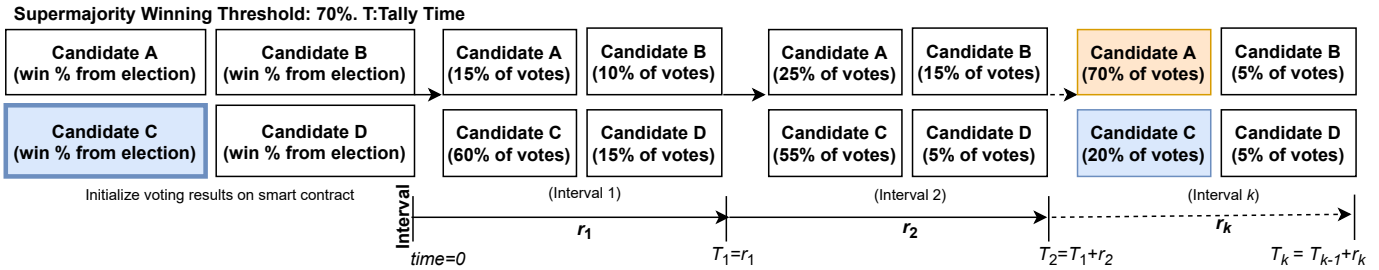 Supermajority Winning Threshold: 70%. T:Tally Time
Candidate A
(win % from election)
Candidate B
(win % from election)
Candidate C
(win % from election)
Candidate D
(win % from election)
Initialize voting results on smart contract
Candidate A
(15% of votes)
Candidate B
(10% of votes)
Candidate C
(60% of votes)
Candidate D
(15% of votes)
(Interval 1)
Candidate A
(25% of votes)
Candidate B
(15% of votes)
Candidate C
(55% of votes)
Candidate D
(5% of votes)
(Interval 2)
Candidate A
(70% of votes)
Candidate B
(5% of votes)
Candidate C
(20% of votes)
Candidate D
(5% of votes)
(Interval k)
Interval
r1
r2
rk
time=0
T1=r1
T2=T1+r2
Tk = Tk-1+rk